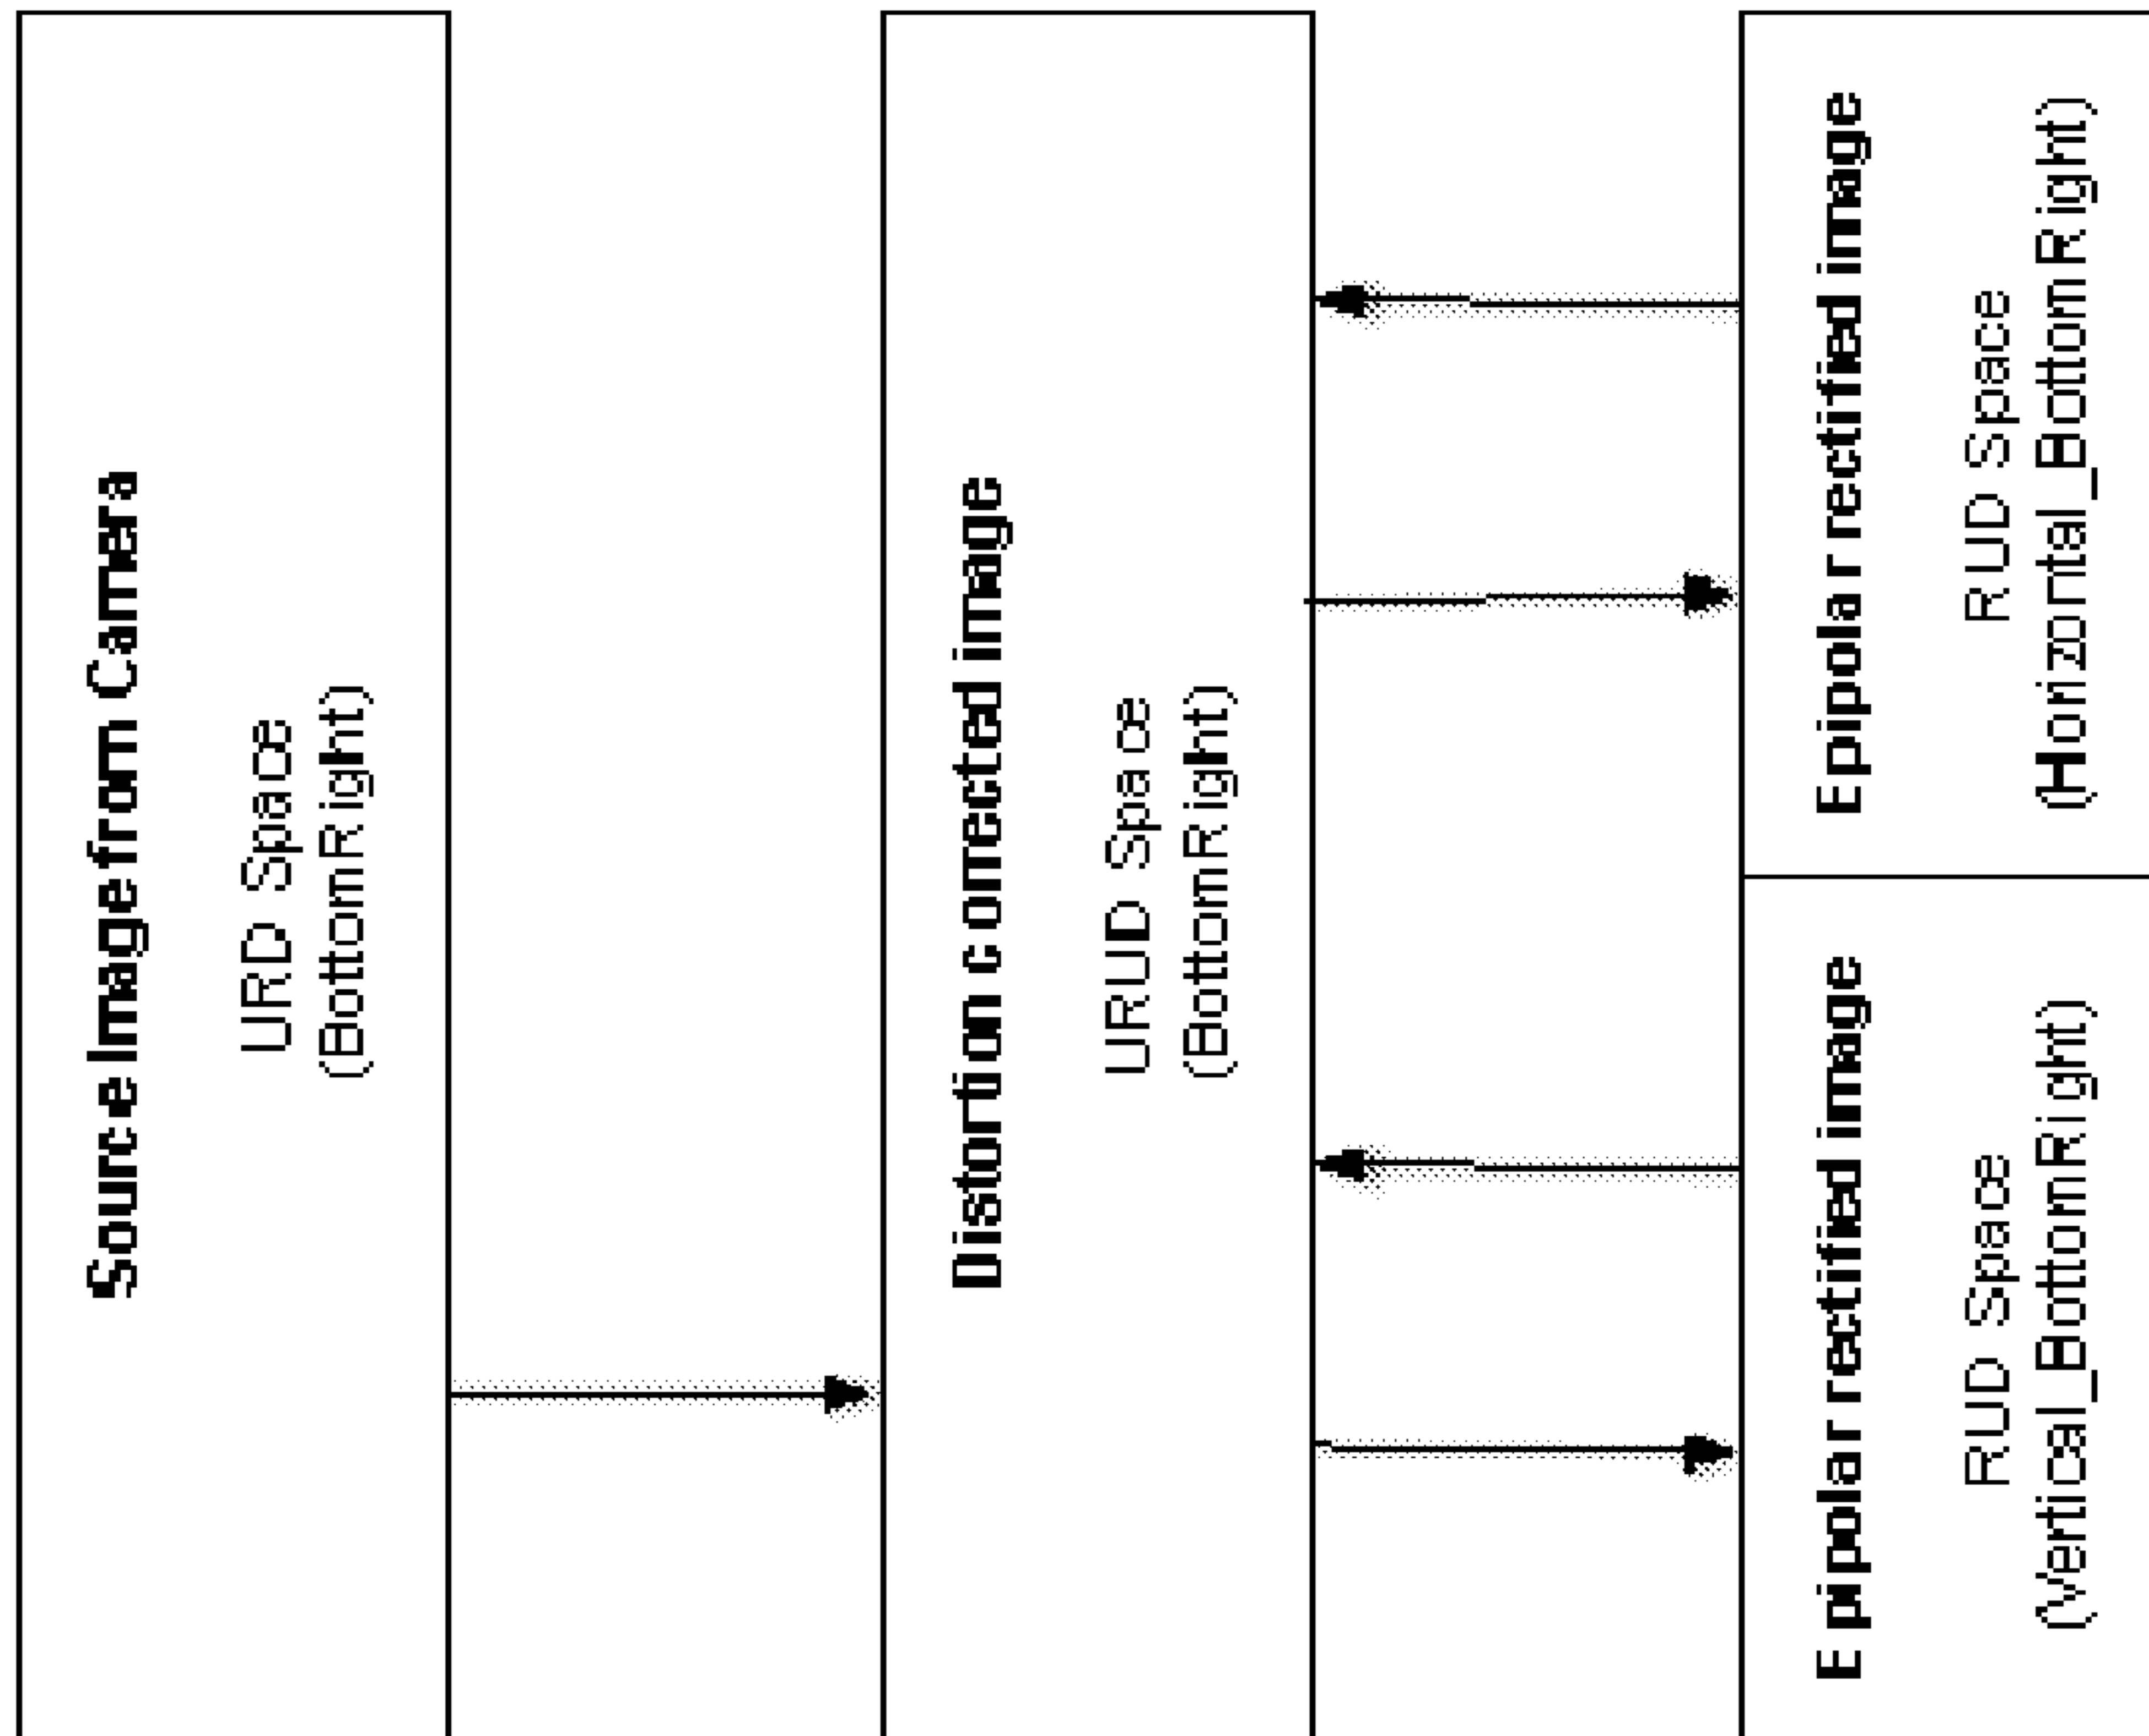 Source Image from Camera
URD Space
(BottomRight)
Distortion corrected image
URUD Space
(BottomRight)
Epipolar rectified image
RUD Space
(Vertical_BottomRight)
Epipolar rectified image
RUD Space
(Horizontal_BottomRight)